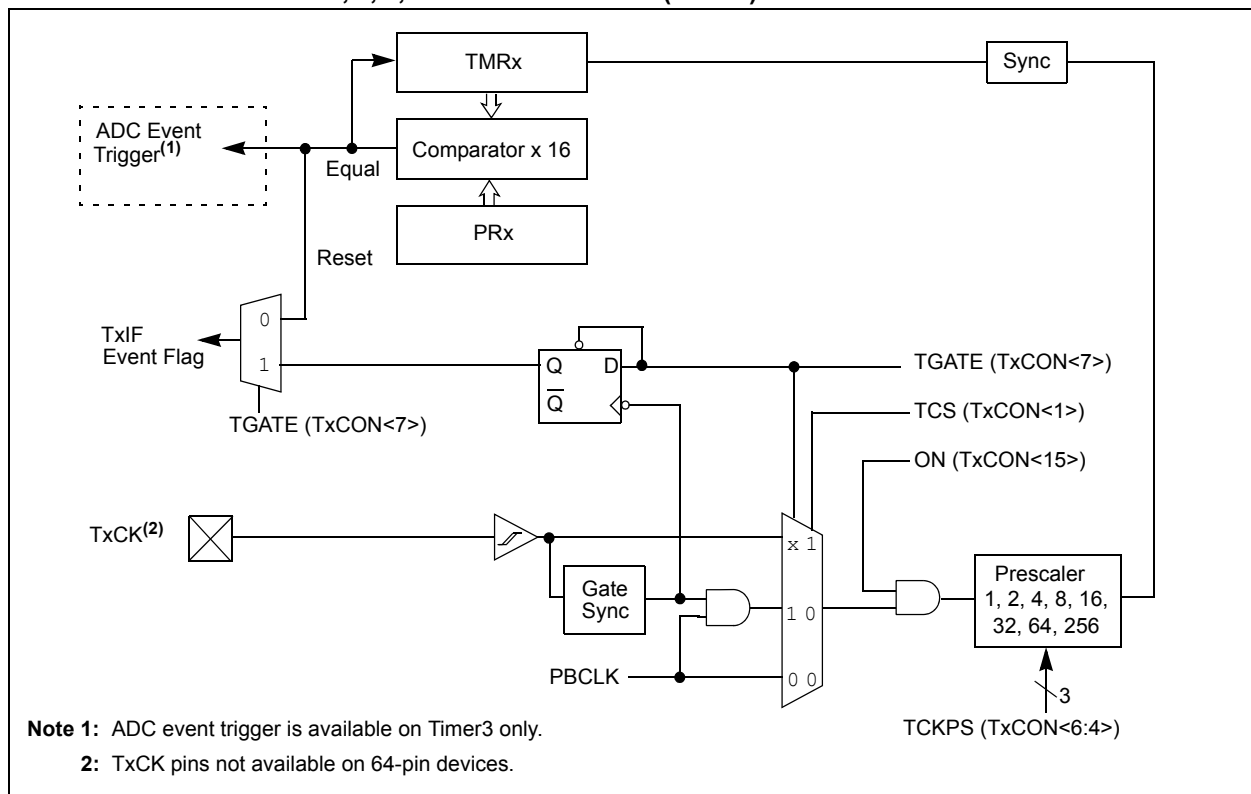 TMRx
Sync
ADC Event
Trigger(1)
Equal
Comparator x 16
PRx
Reset
0
TxIF
Event Flag
1
Q D
Q
TGATE (TxCON<7>)
TGATE (TxCON<7>)
TCS (TxCON<1>)
ON (TxCON<15>)
TxCK(2)
x 1
Gate
Sync
1 0
Prescaler
1, 2, 4, 8, 16,
32, 64, 256
PBCLK
0 0
3
TCKPS (TxCON<6:4>)
Note 1: ADC event trigger is available on Timer3 only.
2: TxCK pins not available on 64-pin devices.